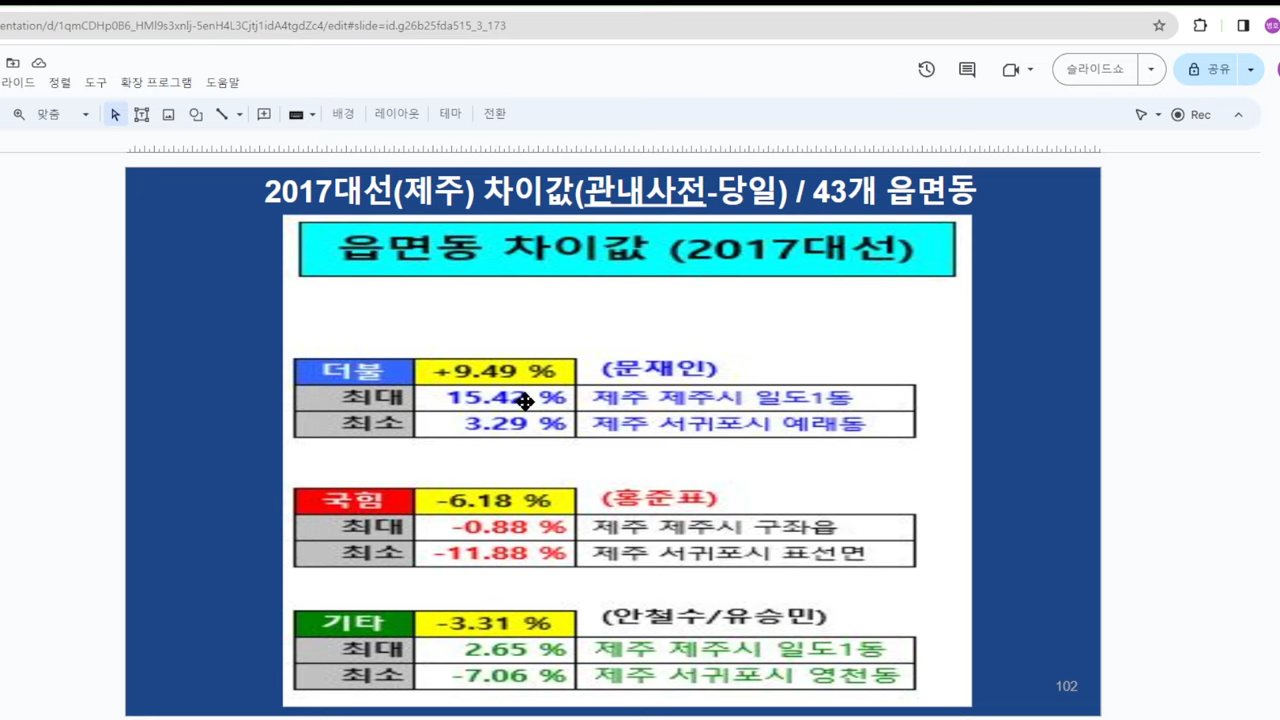 entation/d/1qmCDHp0B6_HMl9s3xnlj-5enH4L3Cjtj1idA4tgdZc4/edit#slide=id.g26b25fda515_3_173
라이드 정렬 도구 확장 프로그램 도움말
슬라이드쇼 공유
맞춤 배경 레이아웃 테마 전환 Rec
2017대선(제주) 차이값(관내사전-당일) / 43개 읍면동
읍면동 차이값 (2017대선)
더불 +9.49 % (문재인)
최대 15.42 % 제주 제주시 일도1동
최소 3.29 % 제주 서귀포시 예래동
국힘 -6.18 % (홍준표)
최대 -0.88 % 제주 제주시 구좌읍
최소 -11.88 % 제주 서귀포시 표선면
기타 -3.31 % (안철수/유승민)
최대 2.65 % 제주 제주시 일도1동
최소 -7.06 % 제주 서귀포시 영천동
102